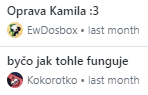 Oprava Kamila :3
EwDosbox • last month
byčo jak tohle funguje
Kokorotko • last month